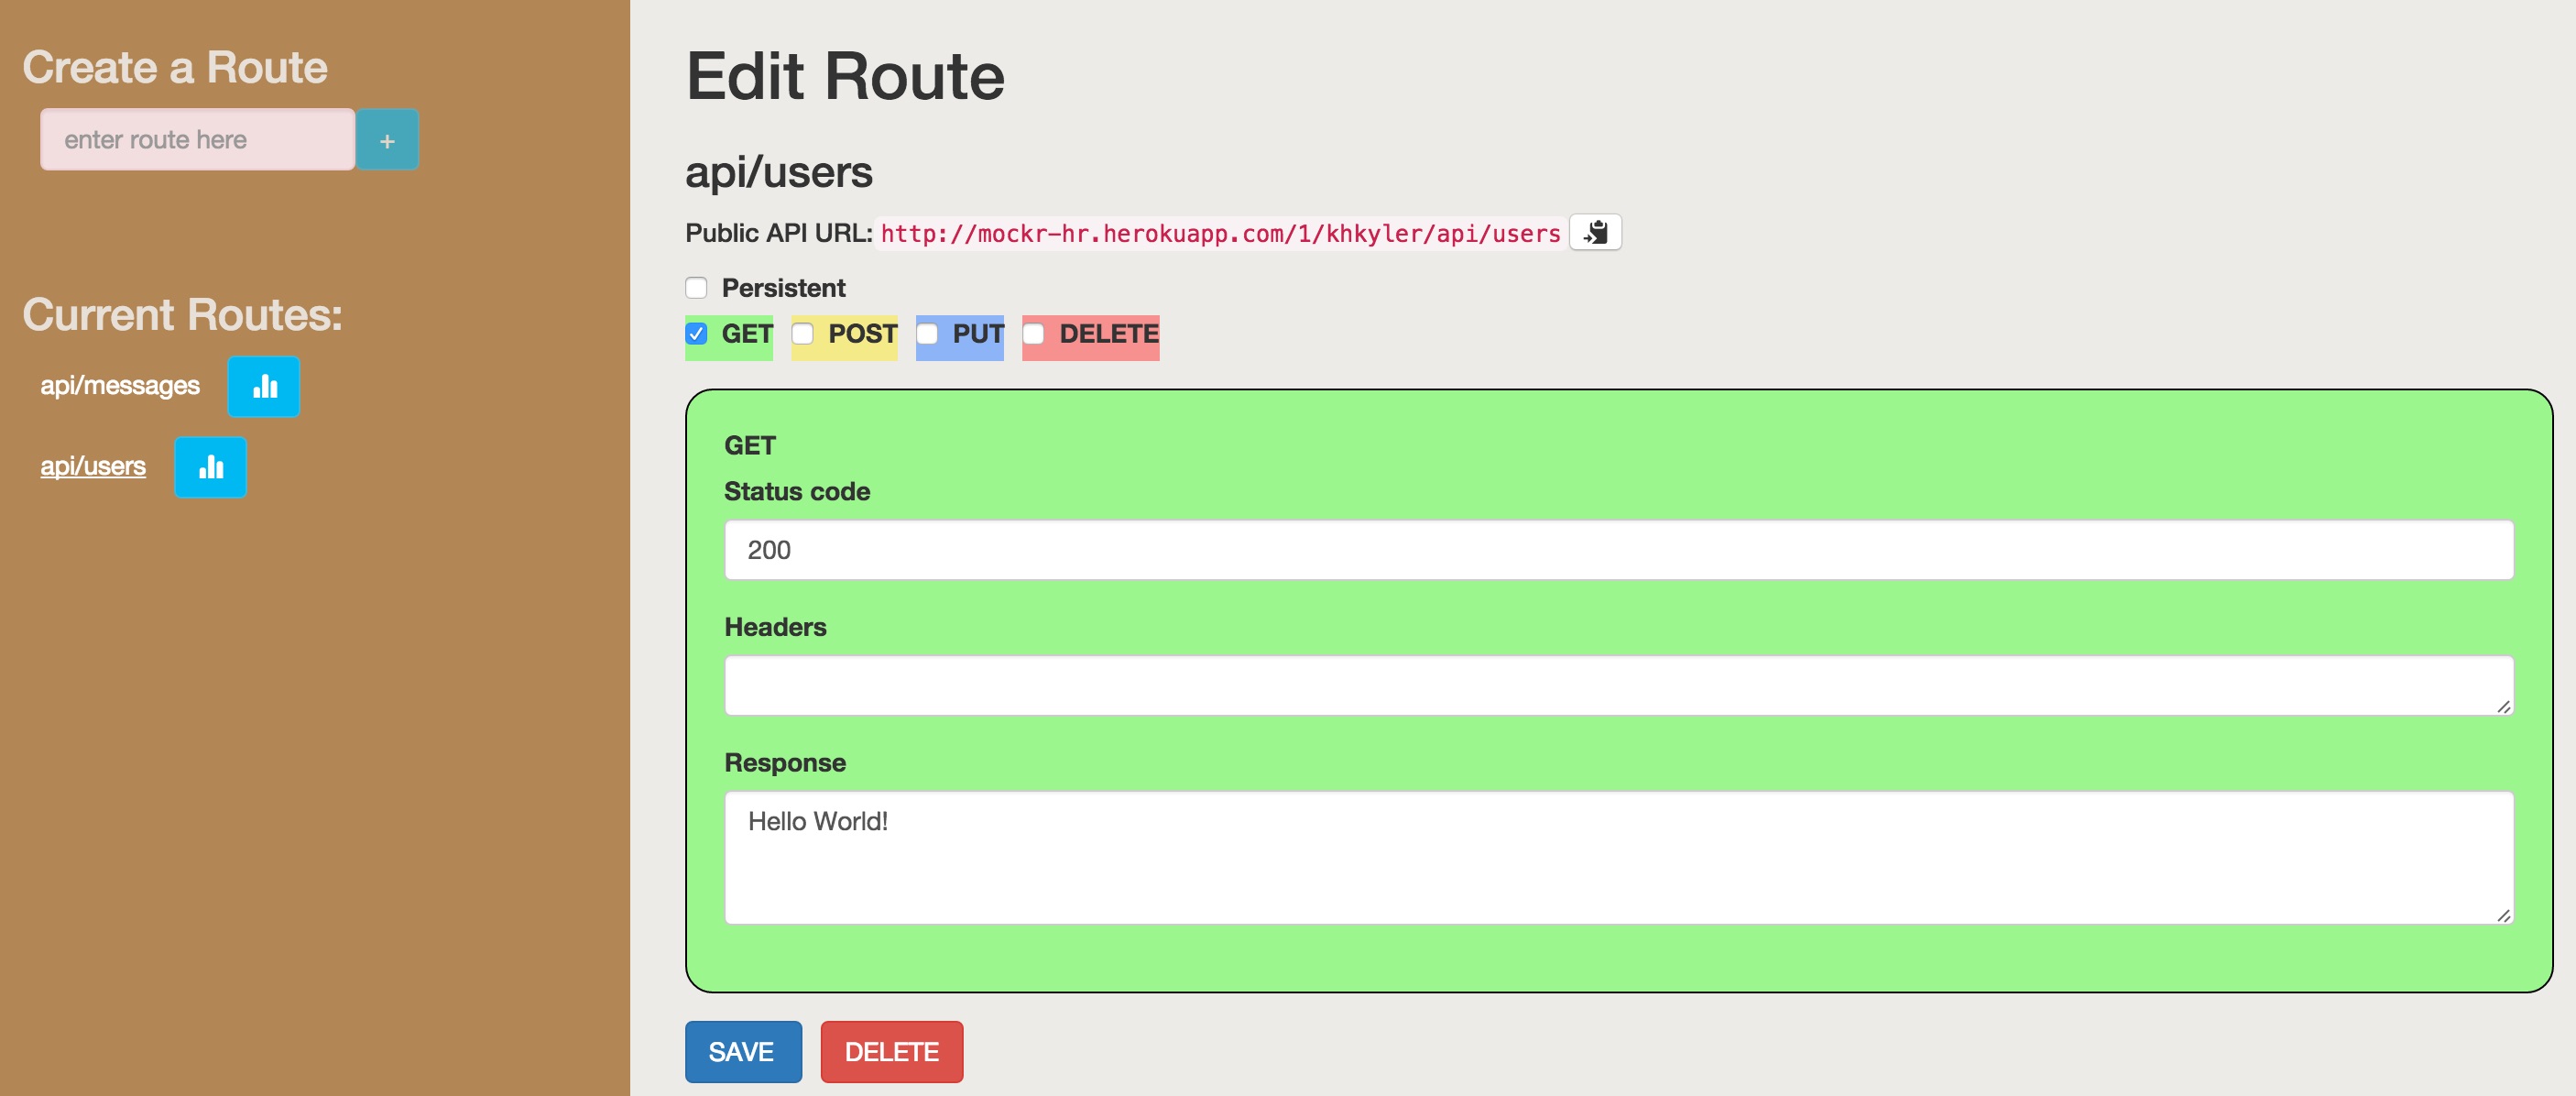 Create a Route
enter route here
+
Current Routes:
api/messages
api/users
Edit Route
api/users
Public API URL: http://mockr-hr.herokuapp.com/1/khkyler/api/users
Persistent
GET POST PUT DELETE
GET
Status code
200
Headers
Response
Hello World!
SAVE DELETE